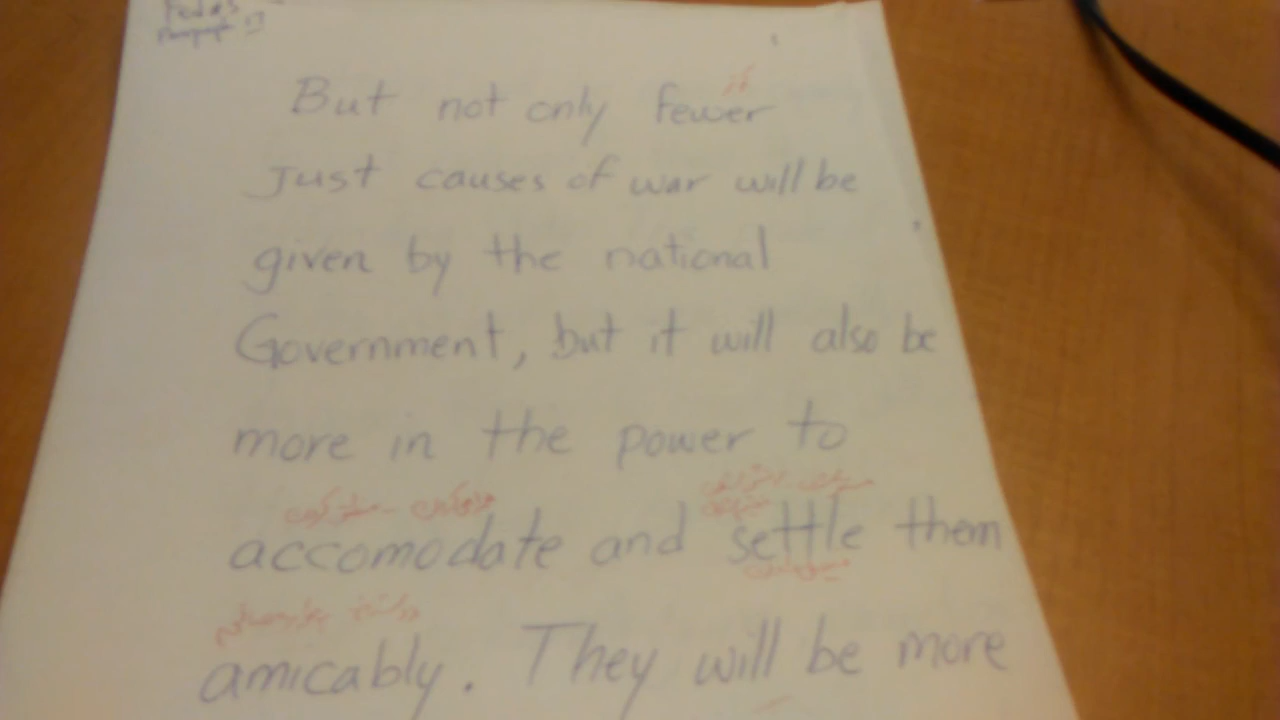 But not only fewer
Just causes of war will be
given by the national
Government, but it will also be
more in the power to
accomodate and settle them
amicably. They will be more